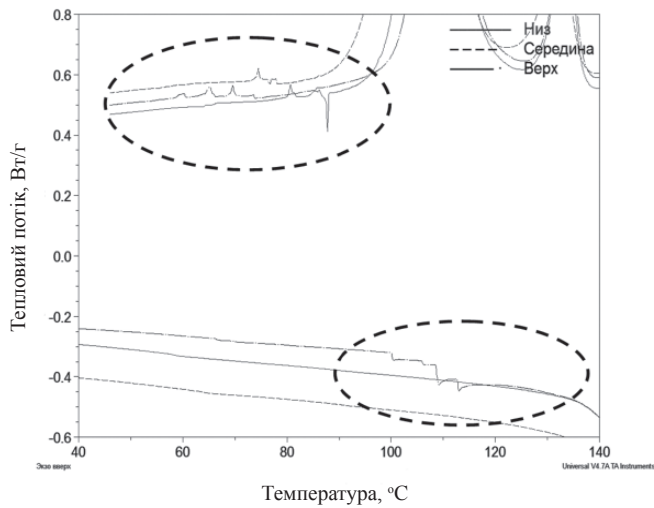 0.8
Низ
Середина
Верх
0.6
0.4
0.2
0.0
-0.2
-0.4
-0.6
Тепловий потік, Вт/г
40
60
80
100
120
140
Экзо вверх
Universal V4.7A TA Instruments
Температура, °C